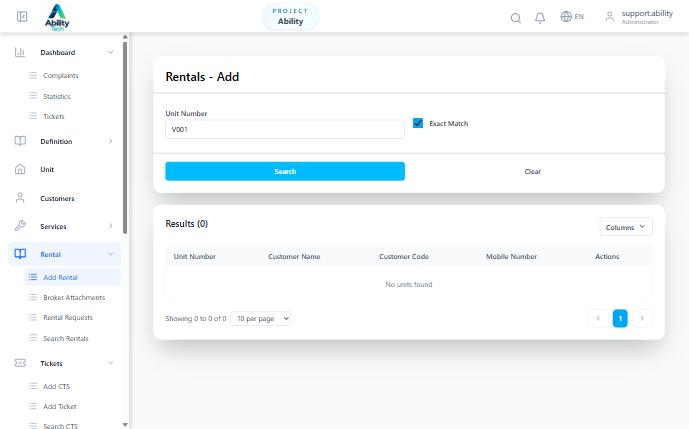 Ability
Tech
PROJECT
Ability
EN
support.ability
Administrator
Dashboard
Complaints
Statistics
Tickets
Definition
Unit
Customers
Services
Rental
Add Rental
Broker Attachments
Rental Requests
Search Rentals
Tickets
Add CTS
Add Ticket
Search CTS
Rentals - Add
Unit Number
V001
Exact Match
Search Clear
Results (0)
Columns
Unit Number Customer Name Customer Code Mobile Number Actions
No units found
Showing 0 to 0 of 0 10 per page 1